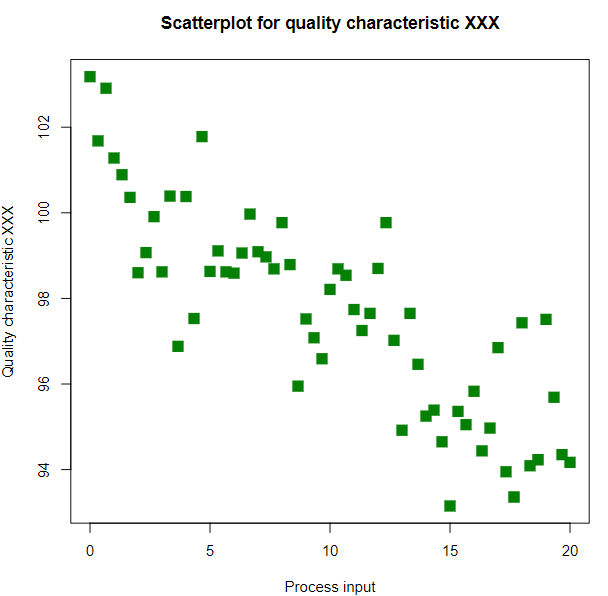 Scatterplot for quality characteristic XXX
Quality characteristic XXX
102
100
98
96
94
0 5 10 15 20
Process input